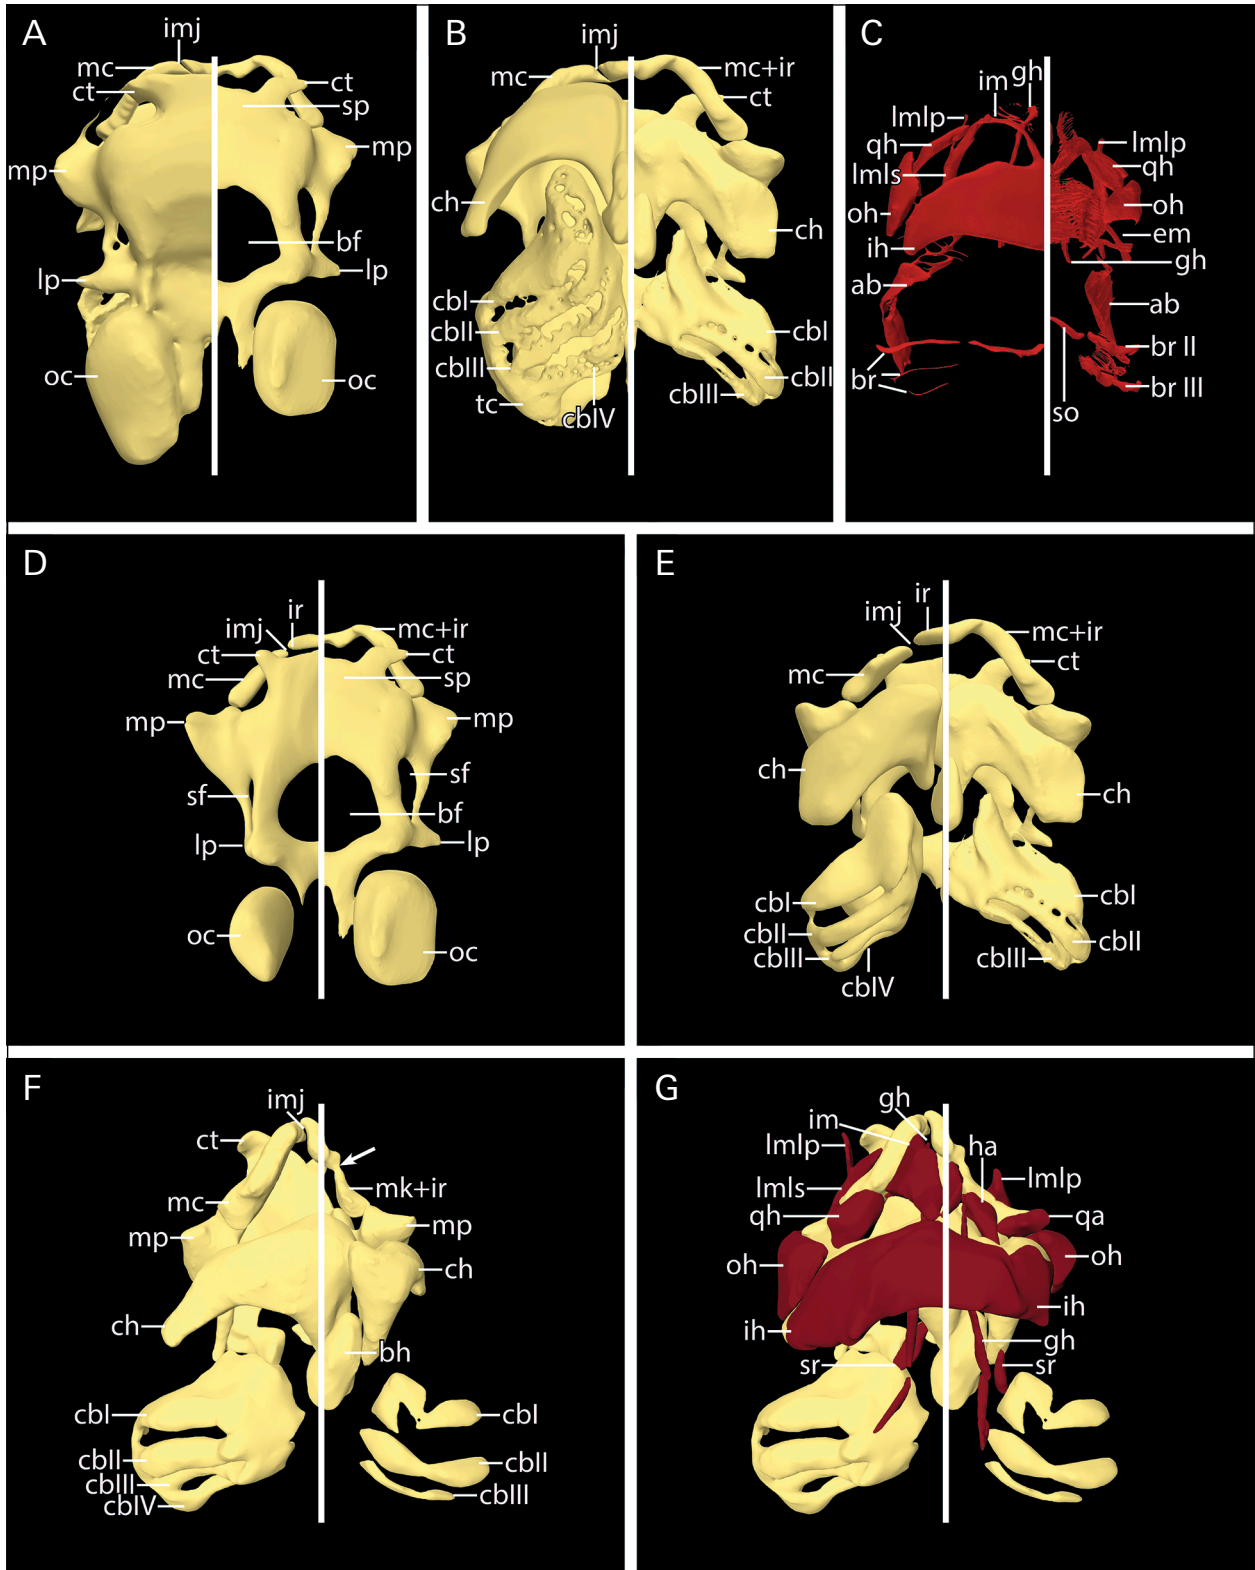 A
imj
mc
ct
ct
sp
mp
mp
bf
lp
lp
oc
oc
B
imj
mc
mc+ir
ct
ch
ch
cbI
cbII
cbIII
cbI
cbII
cbIII
tc
cbIV
C
im
gh
lmlp
qh
lmls
lmlp
qh
oh
oh
ih
em
gh
ab
ab
br II
br
br III
so
D
ir
imj
mc+ir
ct
ct
mc
sp
mp
mp
sf
sf
bf
lp
lp
oc
oc
E
ir
imj
mc+ir
ct
mc
ch
ch
cbI
cbI
cbII
cbII
cbIII
cbIII
cbIV
F
imj
ct
mk+ir
mc
mp
mp
ch
ch
bh
cbI
cbI
cbII
cbII
cbIII
cbIII
cbIV
G
gh
im
lmlp
ha
lmlp
lmls
qh
qa
oh
oh
ih
ih
gh
sr
sr